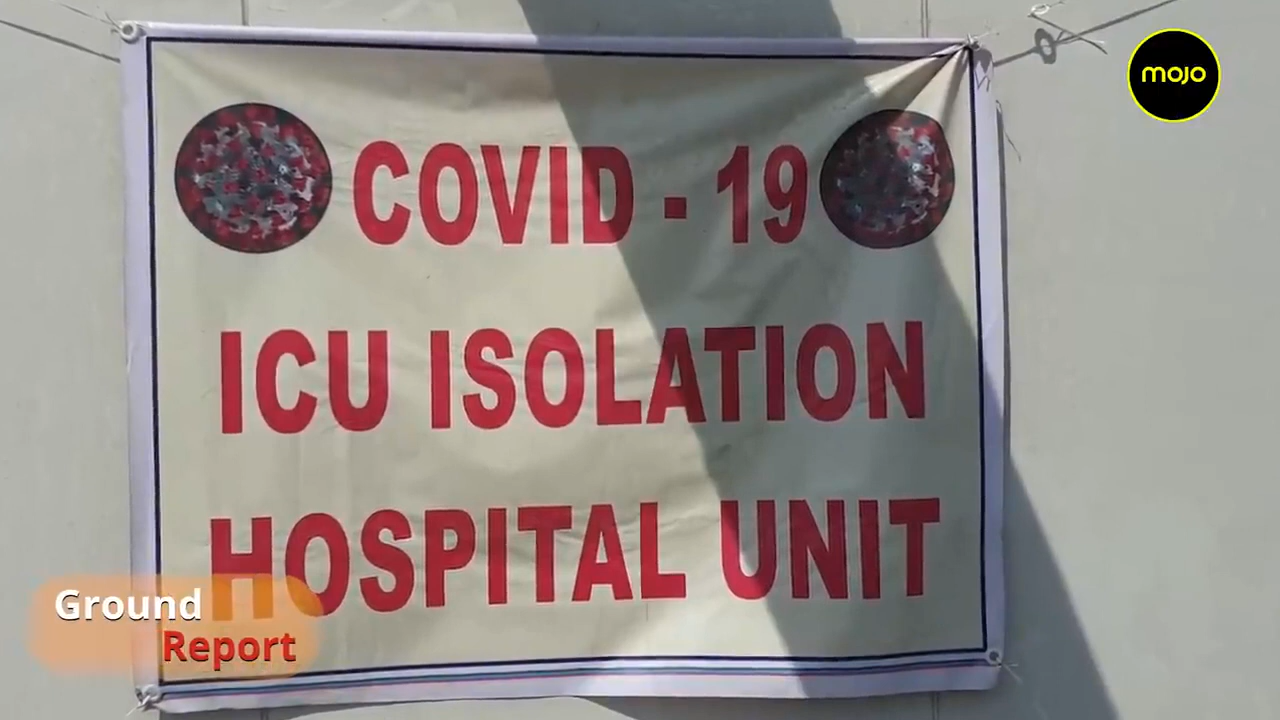 mojo
COVID - 19
ICU ISOLATION
HOSPITAL UNIT
Ground
Report